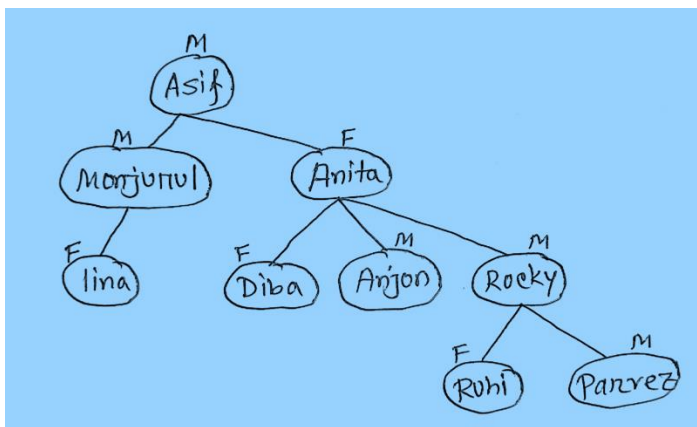 M
Asif
M F
Monjurul Anita
F F M M
lina Diba Anjon Rocky
F M
Ruhi Parvez